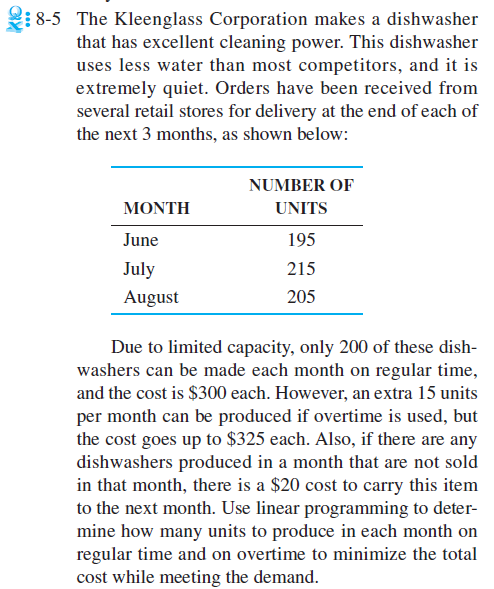 8-5 The Kleenglass Corporation makes a dishwasher
that has excellent cleaning power. This dishwasher
uses less water than most competitors, and it is
extremely quiet. Orders have been received from
several retail stores for delivery at the end of each of
the next 3 months, as shown below:
NUMBER OF
MONTH UNITS
June 195
July 215
August 205
Due to limited capacity, only 200 of these dish-
washers can be made each month on regular time,
and the cost is $300 each. However, an extra 15 units
per month can be produced if overtime is used, but
the cost goes up to $325 each. Also, if there are any
dishwashers produced in a month that are not sold
in that month, there is a $20 cost to carry this item
to the next month. Use linear programming to deter-
mine how many units to produce in each month on
regular time and on overtime to minimize the total
cost while meeting the demand.